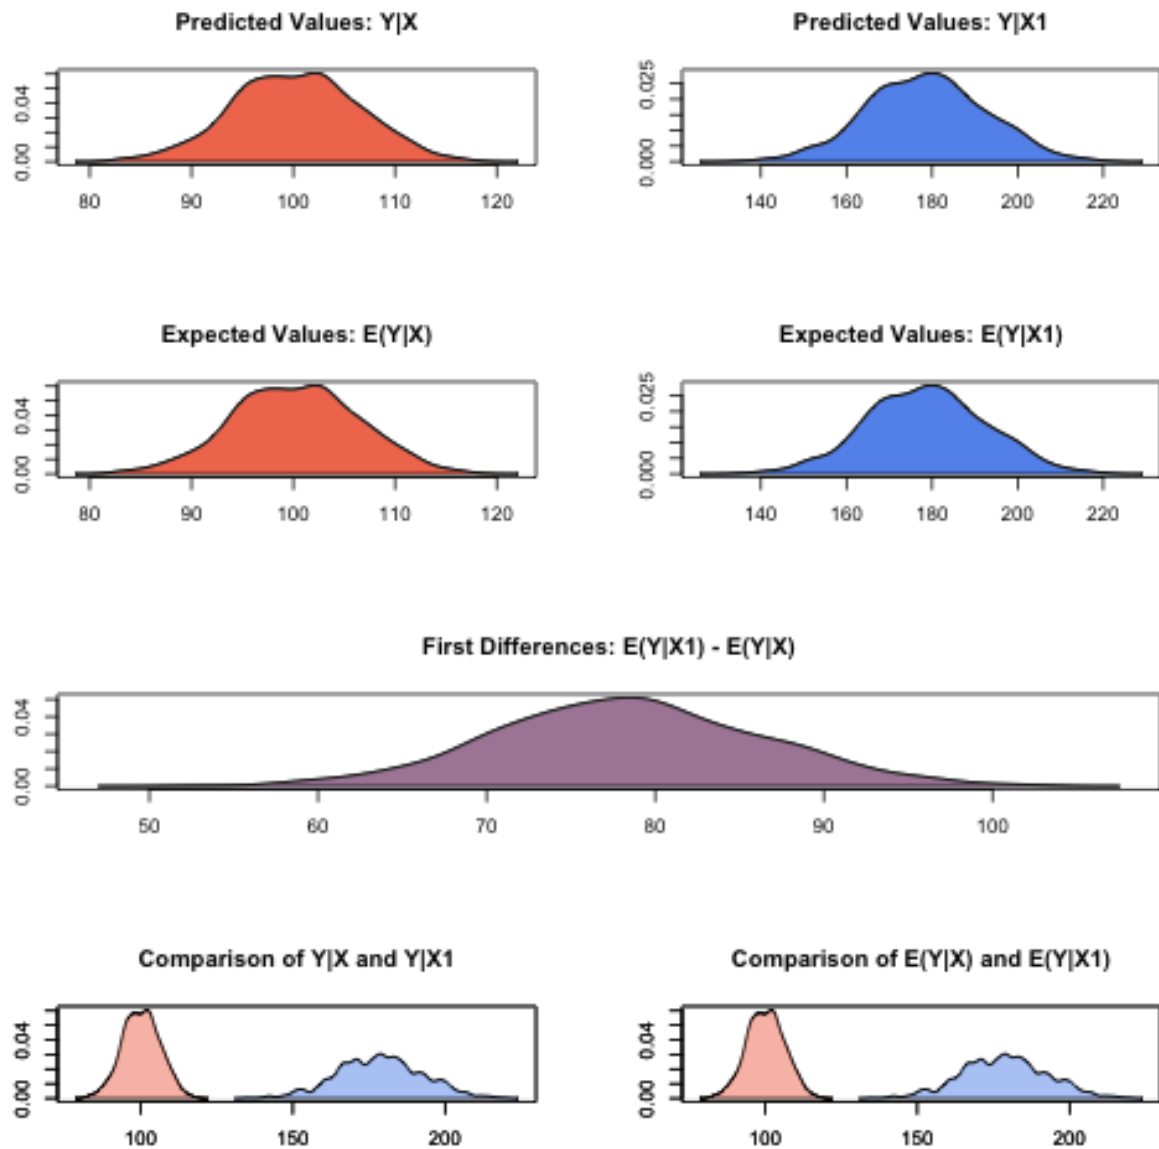 Predicted Values: Y|X
0.00 0.04
80 90 100 110 120
Predicted Values: Y|X1
0.000 0.025
140 160 180 200 220
Expected Values: E(Y|X)
0.00 0.04
80 90 100 110 120
Expected Values: E(Y|X1)
0.000 0.025
140 160 180 200 220
First Differences: E(Y|X1) - E(Y|X)
0.00 0.04
50 60 70 80 90 100
Comparison of Y|X and Y|X1
0.00 0.04
100 150 200
Comparison of E(Y|X) and E(Y|X1)
0.00 0.04
100 150 200